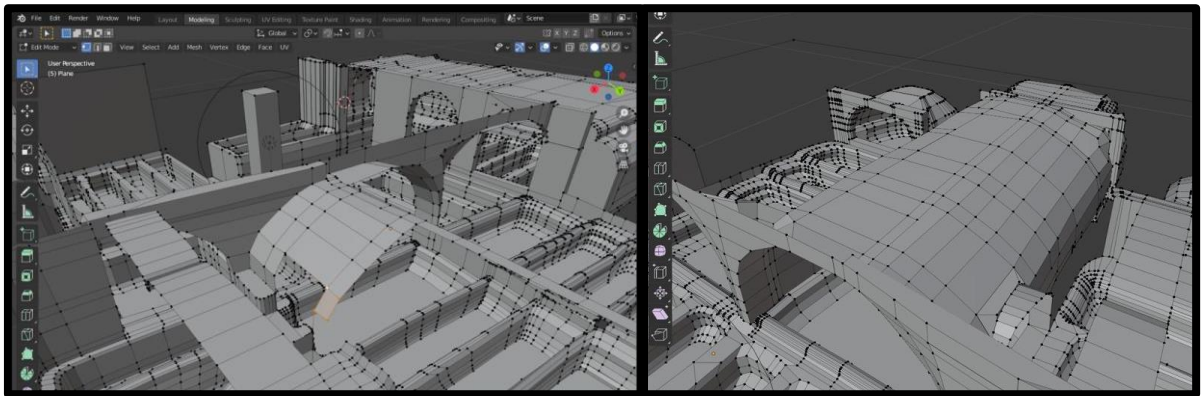 File Edit Render Window Help Layout Modeling Sculpting UV Editing Texture Paint Shading Animation Rendering Compositing Scene
Global Options
Edit Mode View Select Add Mesh Vertex Edge Face UV
User Perspective
(5) Plane